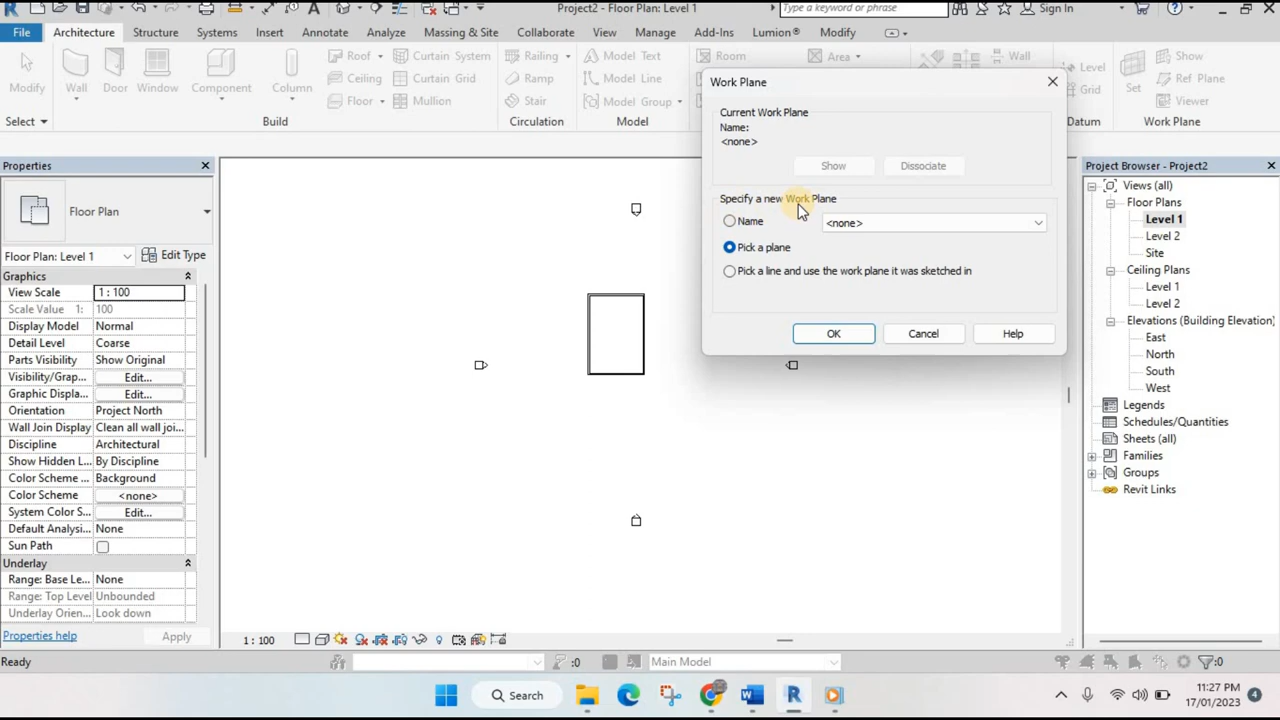 Project2 - Floor Plan: Level 1
Type a keyword or phrase
Sign In
File Architecture Structure Systems Insert Annotate Analyze Massing & Site Collaborate View Manage Add-Ins Lumion® Modify
Modify
Wall Door Window Component Column
Roof
Ceiling
Floor
Curtain System
Curtain Grid
Mullion
Railing
Ramp
Stair
Model Text
Model Line
Model Group
Room
Area
Wall
Level
Grid
Set
Show
Ref Plane
Viewer
Select Build Circulation Model Datum Work Plane
Properties
Floor Plan
Floor Plan: Level 1 Edit Type
Graphics
View Scale 1 : 100
Scale Value 1: 100
Display Model Normal
Detail Level Coarse
Parts Visibility Show Original
Visibility/Grap... Edit...
Graphic Displa... Edit...
Orientation Project North
Wall Join Display Clean all wall joi...
Discipline Architectural
Show Hidden L... By Discipline
Color Scheme ... Background
Color Scheme <none>
System Color S... Edit...
Default Analysi... None
Sun Path
Underlay
Range: Base Le... None
Range: Top Level Unbounded
Underlay Orien... Look down
Properties help Apply
Work Plane
Current Work Plane
Name:
<none>
Show Dissociate
Specify a new Work Plane
Name <none>
Pick a plane
Pick a line and use the work plane it was sketched in
OK Cancel Help
Project Browser - Project2
Views (all)
Floor Plans
Level 1
Level 2
Site
Ceiling Plans
Level 1
Level 2
Elevations (Building Elevation)
East
North
South
West
Legends
Schedules/Quantities
Sheets (all)
Families
Groups
Revit Links
1 : 100
Ready :0 Main Model :0
Search
11:27 PM
17/01/2023
4